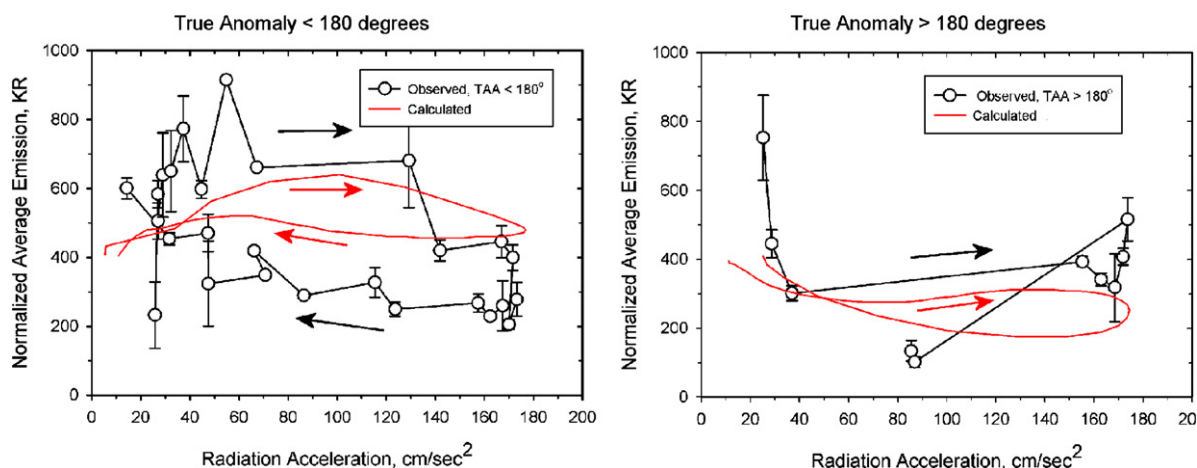 True Anomaly < 180 degrees
Normalized Average Emission, KR
1000
800
600
400
200
0
Observed, TAA < 180°
Calculated
0 20 40 60 80 100 120 140 160 180 200
Radiation Acceleration, cm/sec²
True Anomaly > 180 degrees
Normalized Average Emission, KR
1000
800
600
400
200
0
Observed, TAA > 180°
Calculated
0 20 40 60 80 100 120 140 160 180 20
Radiation Acceleration, cm/sec²